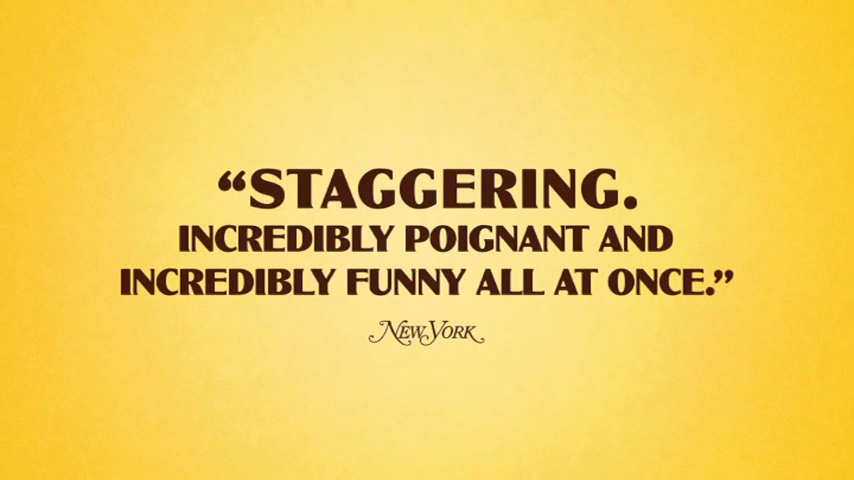 “STAGGERING.
INCREDIBLY POIGNANT AND
INCREDIBLY FUNNY ALL AT ONCE.”
NEW YORK